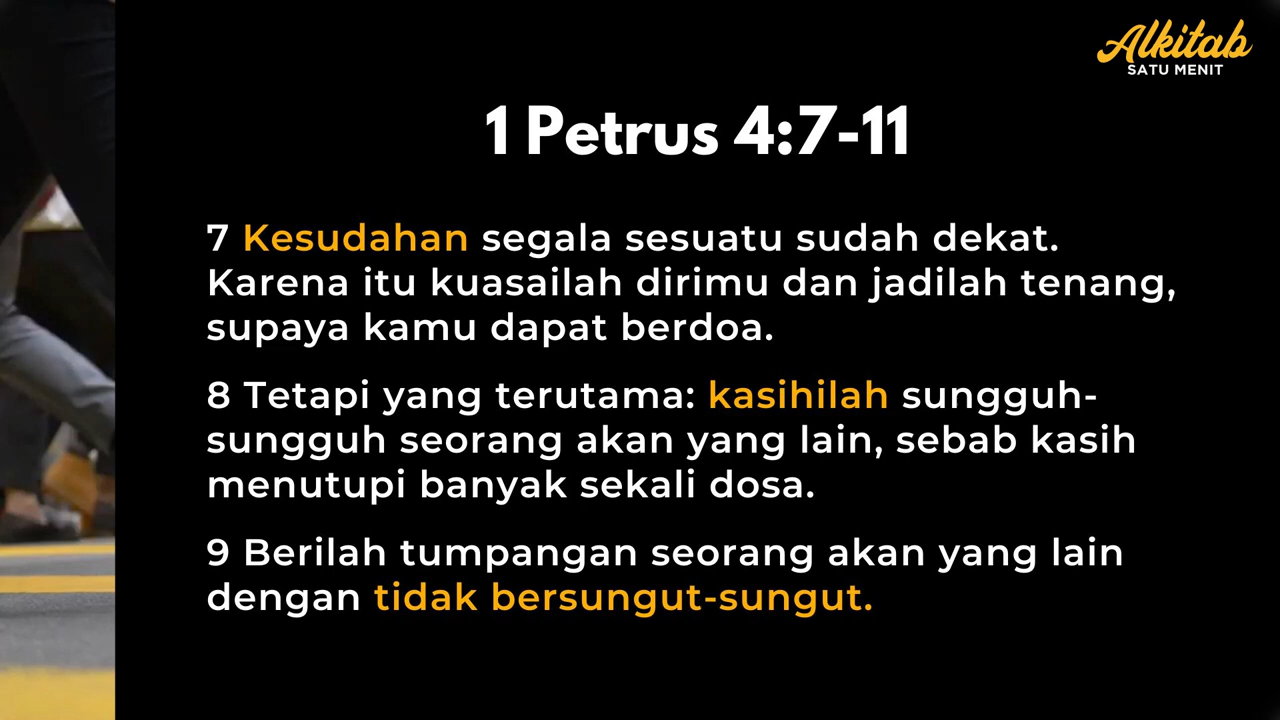 Alkitab
SATU MENIT
1 Petrus 4:7-11
7 Kesudahan segala sesuatu sudah dekat.
Karena itu kuasailah dirimu dan jadilah tenang,
supaya kamu dapat berdoa.
8 Tetapi yang terutama: kasihilah sungguh-
sungguh seorang akan yang lain, sebab kasih
menutupi banyak sekali dosa.
9 Berilah tumpangan seorang akan yang lain
dengan tidak bersungut-sungut.